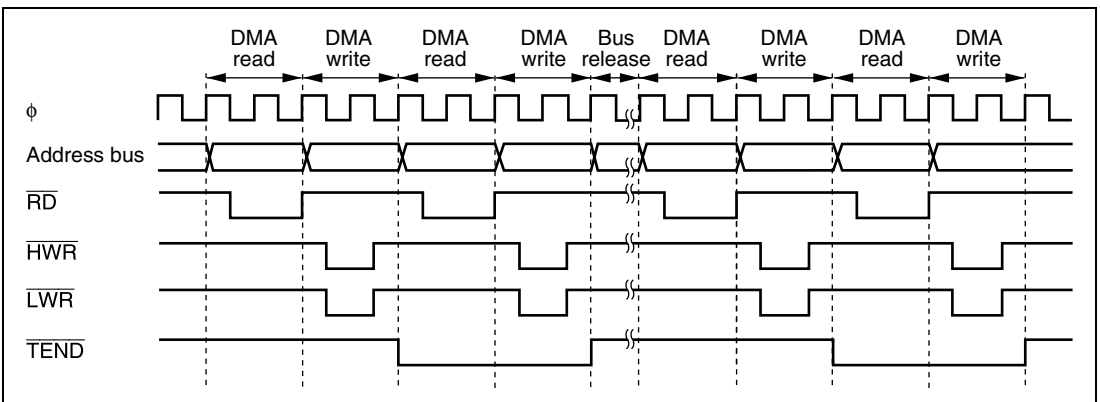 DMA read
DMA write
DMA read
DMA write
Bus release
DMA read
DMA write
DMA read
DMA write
ϕ
Address bus
RD
HWR
LWR
TEND